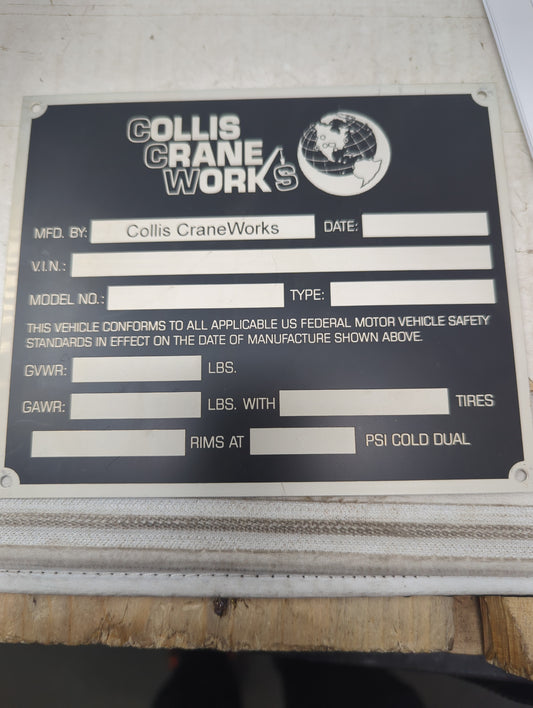 COLLIS
CRANE
WORKS
MFD. BY: Collis CraneWorks DATE:
V.I.N.:
MODEL NO.: TYPE:
THIS VEHICLE CONFORMS TO ALL APPLICABLE US FEDERAL MOTOR VEHICLE SAFETY
STANDARDS IN EFFECT ON THE DATE OF MANUFACTURE SHOWN ABOVE.
GVWR: LBS.
GAWR: LBS. WITH TIRES
RIMS AT PSI COLD DUAL